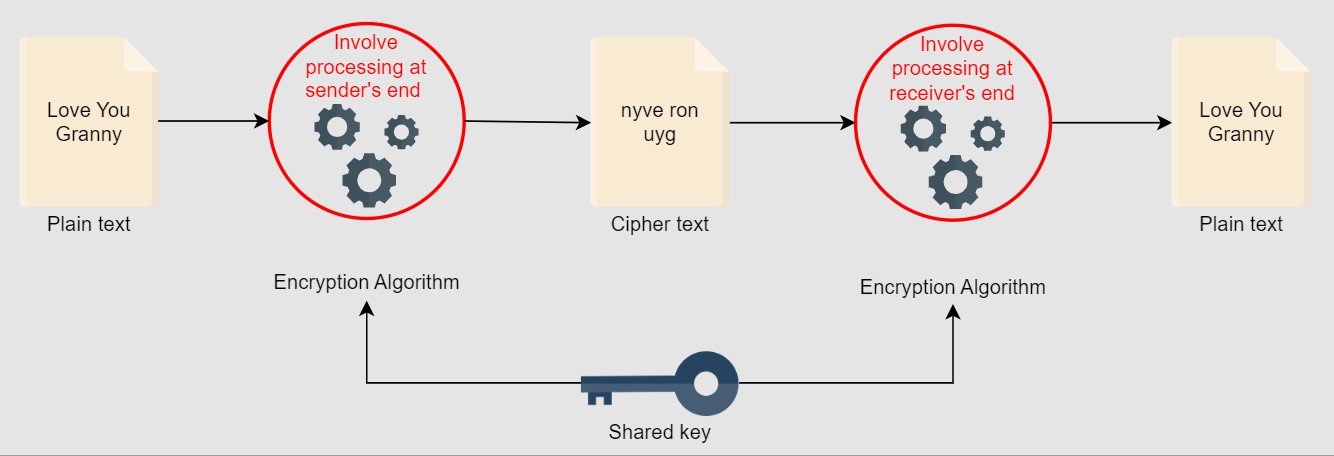 Love You
Granny
Plain text
Involve
processing at
sender's end
Encryption Algorithm
nyve ron
uyg
Cipher text
Involve
processing at
receiver's end
Encryption Algorithm
Love You
Granny
Plain text
Shared key